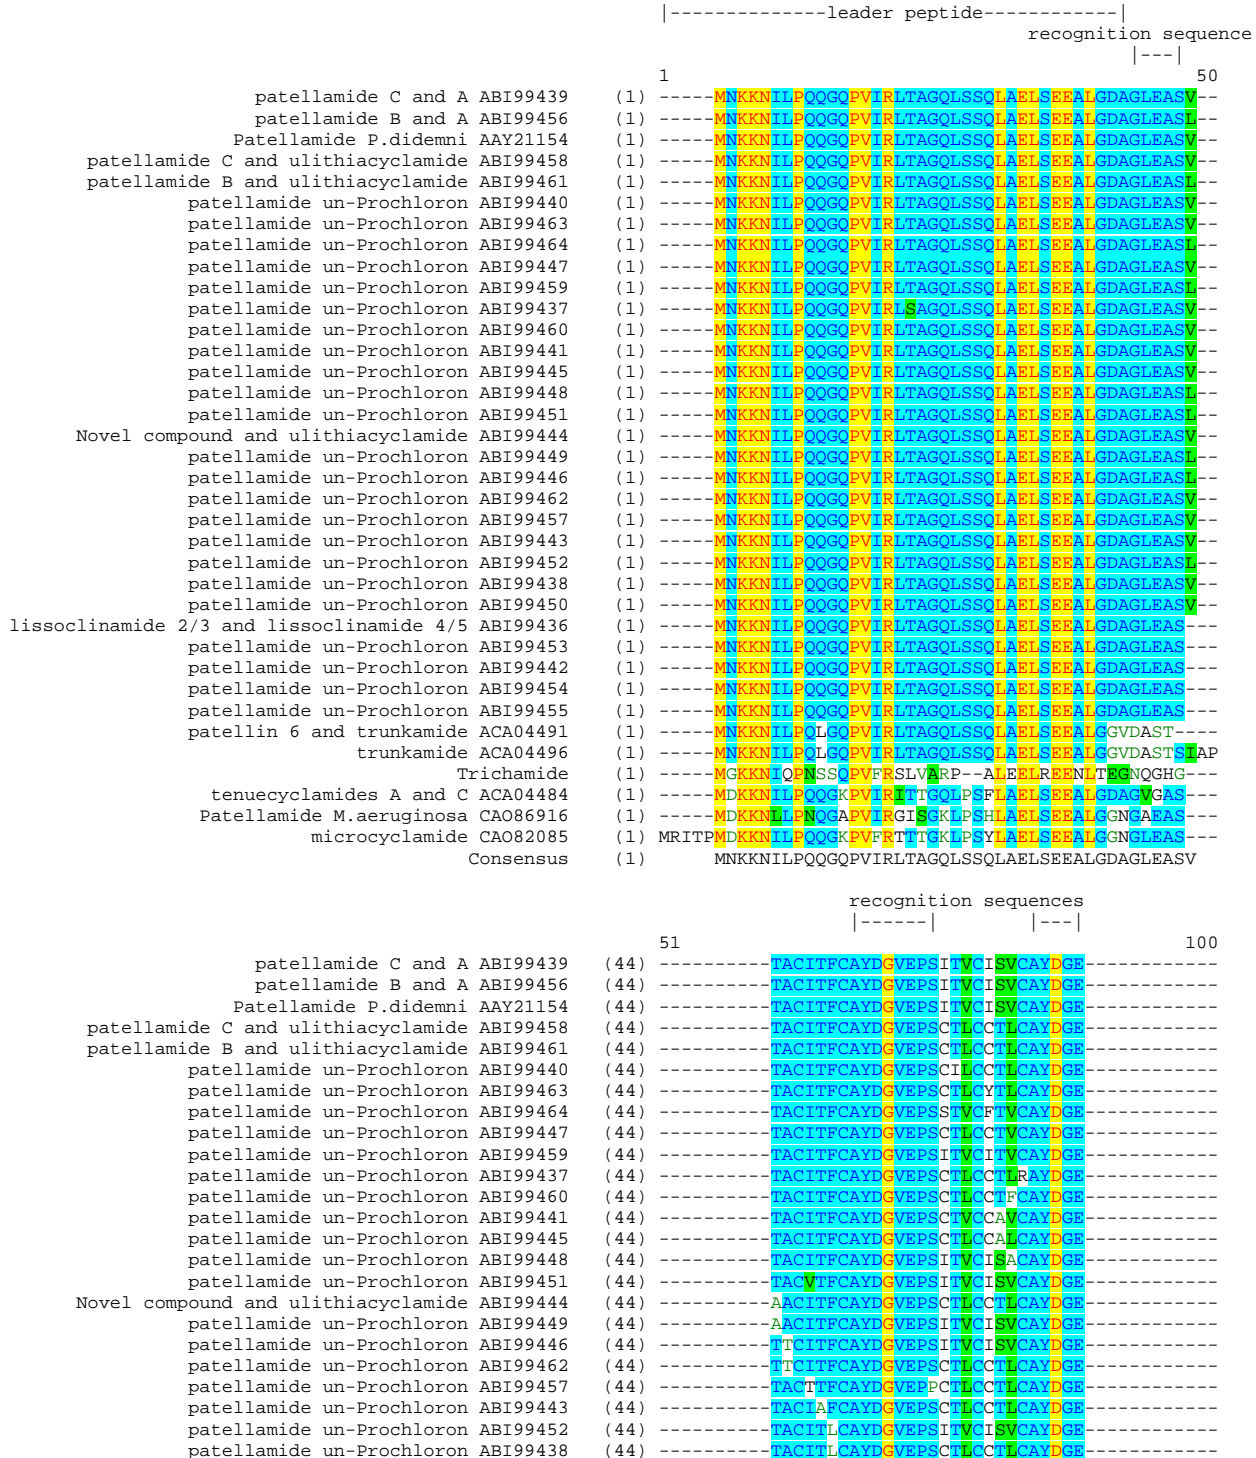 |--------------leader peptide------------|
recognition sequence
|---|
1 50
patellamide C and A ABI99439 (1) -----MNKKNILPQQGQPVIRLTAGQLSSQLAELSEEALGDAGLEASV--
patellamide B and A ABI99456 (1) -----MNKKNILPQQGQPVIRLTAGQLSSQLAELSEEALGDAGLEASL--
Patellamide P.didemni AAY21154 (1) -----MNKKNILPQQGQPVIRLTAGQLSSQLAELSEEALGDAGLEASV--
patellamide C and ulithiacyclamide ABI99458 (1) -----MNKKNILPQQGQPVIRLTAGQLSSQLAELSEEALGDAGLEASV--
patellamide B and ulithiacyclamide ABI99461 (1) -----MNKKNILPQQGQPVIRLTAGQLSSQLAELSEEALGDAGLEASL--
patellamide un-Prochloron ABI99440 (1) -----MNKKNILPQQGQPVIRLTAGQLSSQLAELSEEALGDAGLEASV--
patellamide un-Prochloron ABI99463 (1) -----MNKKNILPQQGQPVIRLTAGQLSSQLAELSEEALGDAGLEASV--
patellamide un-Prochloron ABI99464 (1) -----MNKKNILPQQGQPVIRLTAGQLSSQLAELSEEALGDAGLEASL--
patellamide un-Prochloron ABI99447 (1) -----MNKKNILPQQGQPVIRLTAGQLSSQLAELSEEALGDAGLEASV--
patellamide un-Prochloron ABI99459 (1) -----MNKKNILPQQGQPVIRLTAGQLSSQLAELSEEALGDAGLEASL--
patellamide un-Prochloron ABI99437 (1) -----MNKKNILPQQGQPVIRLSAGQLSSQLAELSEEALGDAGLEASV--
patellamide un-Prochloron ABI99460 (1) -----MNKKNILPQQGQPVIRLTAGQLSSQLAELSEEALGDAGLEASV--
patellamide un-Prochloron ABI99441 (1) -----MNKKNILPQQGQPVIRLTAGQLSSQLAELSEEALGDAGLEASV--
patellamide un-Prochloron ABI99445 (1) -----MNKKNILPQQGQPVIRLTAGQLSSQLAELSEEALGDAGLEASV--
patellamide un-Prochloron ABI99448 (1) -----MNKKNILPQQGQPVIRLTAGQLSSQLAELSEEALGDAGLEASL--
patellamide un-Prochloron ABI99451 (1) -----MNKKNILPQQGQPVIRLTAGQLSSQLAELSEEALGDAGLEASL--
Novel compound and ulithiacyclamide ABI99444 (1) -----MNKKNILPQQGQPVIRLTAGQLSSQLAELSEEALGDAGLEASV--
patellamide un-Prochloron ABI99449 (1) -----MNKKNILPQQGQPVIRLTAGQLSSQLAELSEEALGDAGLEASL--
patellamide un-Prochloron ABI99446 (1) -----MNKKNILPQQGQPVIRLTAGQLSSQLAELSEEALGDAGLEASL--
patellamide un-Prochloron ABI99462 (1) -----MNKKNILPQQGQPVIRLTAGQLSSQLAELSEEALGDAGLEASV--
patellamide un-Prochloron ABI99457 (1) -----MNKKNILPQQGQPVIRLTAGQLSSQLAELSEEALGDAGLEASV--
patellamide un-Prochloron ABI99443 (1) -----MNKKNILPQQGQPVIRLTAGQLSSQLAELSEEALGDAGLEASV--
patellamide un-Prochloron ABI99452 (1) -----MNKKNILPQQGQPVIRLTAGQLSSQLAELSEEALGDAGLEASL--
patellamide un-Prochloron ABI99438 (1) -----MNKKNILPQQGQPVIRLTAGQLSSQLAELSEEALGDAGLEASV--
patellamide un-Prochloron ABI99450 (1) -----MNKKNILPQQGQPVIRLTAGQLSSQLAELSEEALGDAGLEASV--
lissoclinamide 2/3 and lissoclinamide 4/5 ABI99436 (1) -----MNKKNILPQQGQPVIRLTAGQLSSQLAELSEEALGDAGLEAS---
patellamide un-Prochloron ABI99453 (1) -----MNKKNILPQQGQPVIRLTAGQLSSQLAELSEEALGDAGLEAS---
patellamide un-Prochloron ABI99442 (1) -----MNKKNILPQQGQPVIRLTAGQLSSQLAELSEEALGDAGLEAS---
patellamide un-Prochloron ABI99454 (1) -----MNKKNILPQQGQPVIRLTAGQLSSQLAELSEEALGDAGLEAS---
patellamide un-Prochloron ABI99455 (1) -----MNKKNILPQQGQPVIRLTAGQLSSQLAELSEEALGDAGLEAS---
patellin 6 and trunkamide ACA04491 (1) -----MNKKNILPQLGQPVIRLTAGQLSSQLAELSEEALGGVDAST----
trunkamide ACA04496 (1) -----MNKKNILPQLGQPVIRLTAGQLSSQLAELSEEALGGVDASTSIAP
Trichamide (1) -----MGKKNIQPNSSQPVFRSLVARP--ALEELREENLTEGNQGHG---
tenuecyclamides A and C ACA04484 (1) -----MDKKNILPQQGKPVIRITTGQLPSFLAELSEEALGDAGVGAS---
Patellamide M.aeruginosa CAO86916 (1) -----MDKKNLLPNQGAPVIRGISGKLPSHLAELSEEALGGNGAEAS---
microcyclamide CAO82085 (1) MRITPMDKKNILPQQGKPVFRTTTGKLPSYLAELSEEALGGNGLEAS---
Consensus (1) MNKKNILPQQGQPVIRLTAGQLSSQLAELSEEALGDAGLEASV
recognition sequences
|------| |---|
51 100
patellamide C and A ABI99439 (44) ----------TACITFCAYDGVEPSITVCISVCAYDGE------------
patellamide B and A ABI99456 (44) ----------TACITFCAYDGVEPSITVCISVCAYDGE------------
Patellamide P.didemni AAY21154 (44) ----------TACITFCAYDGVEPSITVCISVCAYDGE------------
patellamide C and ulithiacyclamide ABI99458 (44) ----------TACITFCAYDGVEPSCTLCCTLCAYDGE------------
patellamide B and ulithiacyclamide ABI99461 (44) ----------TACITFCAYDGVEPSCTLCCTLCAYDGE------------
patellamide un-Prochloron ABI99440 (44) ----------TACITFCAYDGVEPSCILCCTLCAYDGE------------
patellamide un-Prochloron ABI99463 (44) ----------TACITFCAYDGVEPSCTLCYTLCAYDGE------------
patellamide un-Prochloron ABI99464 (44) ----------TACITFCAYDGVEPSSTVCFTVCAYDGE------------
patellamide un-Prochloron ABI99447 (44) ----------TACITFCAYDGVEPSCTLCCTVCAYDGE------------
patellamide un-Prochloron ABI99459 (44) ----------TACITFCAYDGVEPSITVCITVCAYDGE------------
patellamide un-Prochloron ABI99437 (44) ----------TACITFCAYDGVEPSCTLCCTLRAYDGE------------
patellamide un-Prochloron ABI99460 (44) ----------TACITFCAYDGVEPSCTLCCTFCAYDGE------------
patellamide un-Prochloron ABI99441 (44) ----------TACITFCAYDGVEPSCTVCCAVCAYDGE------------
patellamide un-Prochloron ABI99445 (44) ----------TACITFCAYDGVEPSCTLCCALCAYDGE------------
patellamide un-Prochloron ABI99448 (44) ----------TACITFCAYDGVEPSITVCISACAYDGE------------
patellamide un-Prochloron ABI99451 (44) ----------TACVTFCAYDGVEPSITVCISVCAYDGE------------
Novel compound and ulithiacyclamide ABI99444 (44) ----------AACITFCAYDGVEPSCTLCCTLCAYDGE------------
patellamide un-Prochloron ABI99449 (44) ----------AACITFCAYDGVEPSITVCISVCAYDGE------------
patellamide un-Prochloron ABI99446 (44) ----------TTCITFCAYDGVEPSITVCISVCAYDGE------------
patellamide un-Prochloron ABI99462 (44) ----------TTCITFCAYDGVEPSCTLCCTLCAYDGE------------
patellamide un-Prochloron ABI99457 (44) ----------TACTTFCAYDGVEPPCTLCCTLCAYDGE------------
patellamide un-Prochloron ABI99443 (44) ----------TACIAFCAYDGVEPSCTLCCTLCAYDGE------------
patellamide un-Prochloron ABI99452 (44) ----------TACITLCAYDGVEPSITVCISVCAYDGE------------
patellamide un-Prochloron ABI99438 (44) ----------TACITLCAYDGVEPSCTLCCTLCAYDGE------------